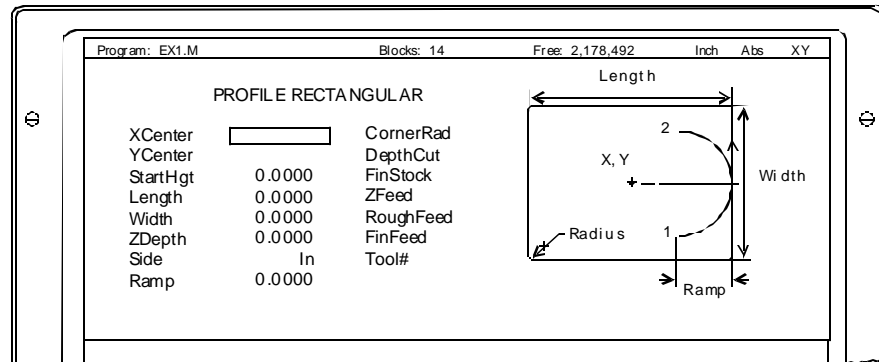 Program: EX1.M Blocks: 14 Free: 2,178,492 Inch Abs XY
PROFILE RECTANGULAR
XCenter CornerRad
YCenter DepthCut
StartHgt 0.0000 FinStock
Length 0.0000 ZFeed
Width 0.0000 RoughFeed
ZDepth 0.0000 FinFeed
Side In Tool#
Ramp 0.0000
Length
2
X, Y
Width
Radius
1
Ramp